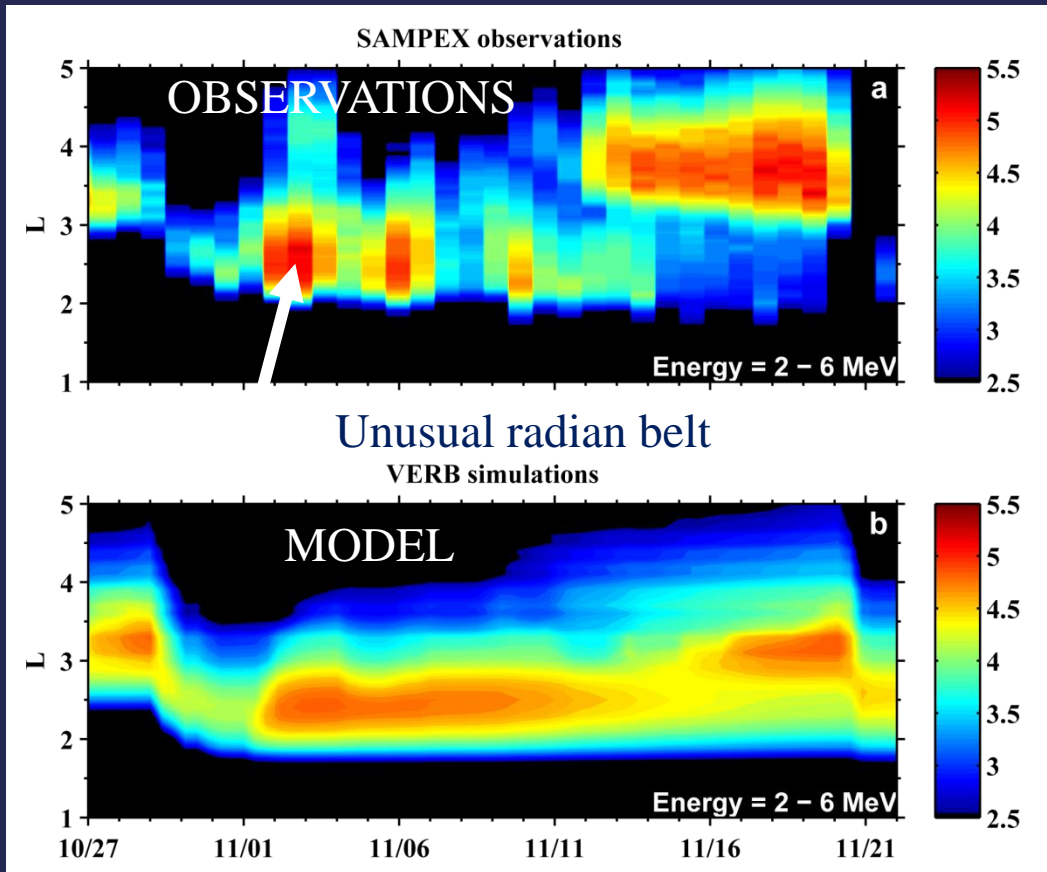 SAMPEX observations
OBSERVATIONS
a
5
4
3
2
1
L
Energy = 2 − 6 MeV
5.5
5
4.5
4
3.5
3
2.5
Unusual radian belt
VERB simulations
MODEL
b
5
4
3
2
1
L
Energy = 2 − 6 MeV
5.5
5
4.5
4
3.5
3
2.5
10/27 11/01 11/06 11/11 11/16 11/21